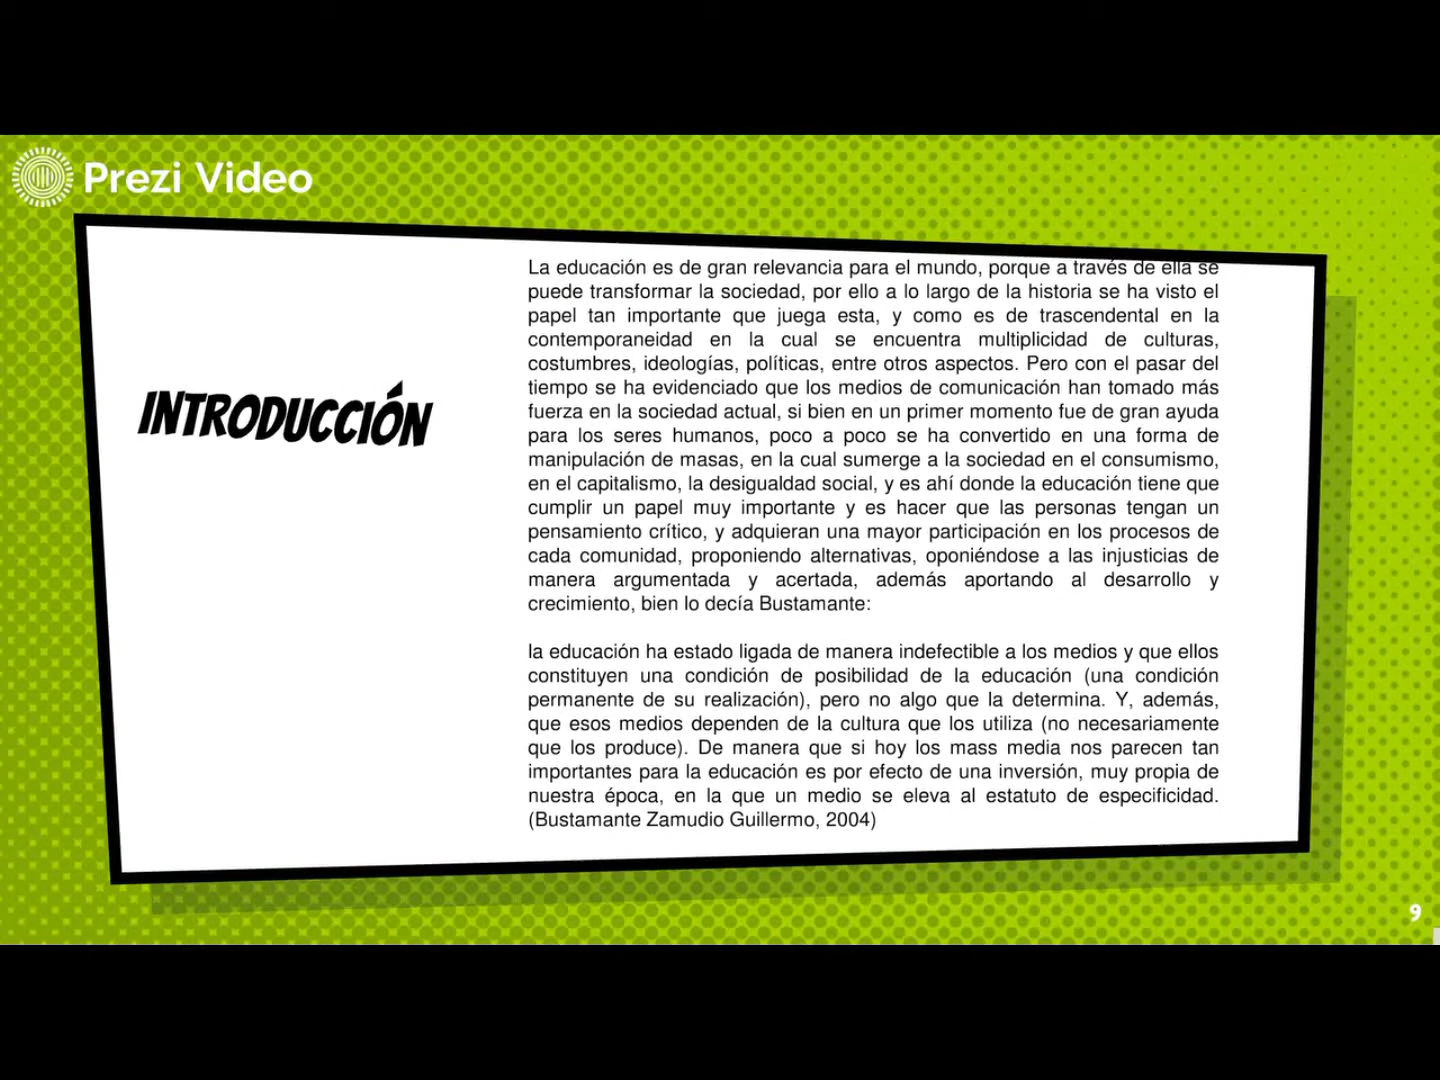 Prezi Video
INTRODUCCIÓN
La educación es de gran relevancia para el mundo, porque a través de ella se
puede transformar la sociedad, por ello a lo largo de la historia se ha visto el
papel tan importante que juega esta, y como es de trascendental en la
contemporaneidad en la cual se encuentra multiplicidad de culturas,
costumbres, ideologías, políticas, entre otros aspectos. Pero con el pasar del
tiempo se ha evidenciado que los medios de comunicación han tomado más
fuerza en la sociedad actual, si bien en un primer momento fue de gran ayuda
para los seres humanos, poco a poco se ha convertido en una forma de
manipulación de masas, en la cual sumerge a la sociedad en el consumismo,
en el capitalismo, la desigualdad social, y es ahí donde la educación tiene que
cumplir un papel muy importante y es hacer que las personas tengan un
pensamiento crítico, y adquieran una mayor participación en los procesos de
cada comunidad, proponiendo alternativas, oponiéndose a las injusticias de
manera argumentada y acertada, además aportando al desarrollo y
crecimiento, bien lo decía Bustamante:
la educación ha estado ligada de manera indefectible a los medios y que ellos
constituyen una condición de posibilidad de la educación (una condición
permanente de su realización), pero no algo que la determina. Y, además,
que esos medios dependen de la cultura que los utiliza (no necesariamente
que los produce). De manera que si hoy los mass media nos parecen tan
importantes para la educación es por efecto de una inversión, muy propia de
nuestra época, en la que un medio se eleva al estatuto de especificidad.
(Bustamante Zamudio Guillermo, 2004)
9